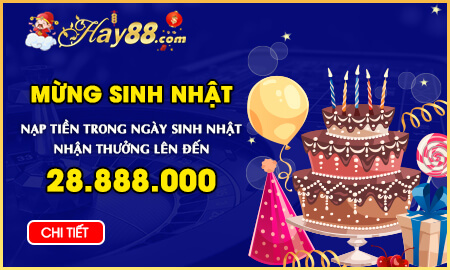 Hay88.com
MỪNG SINH NHẬT
NẠP TIỀN TRONG NGÀY SINH NHẬT
NHẬN THƯỞNG LÊN ĐẾN
28.888.000
CHI TIẾT